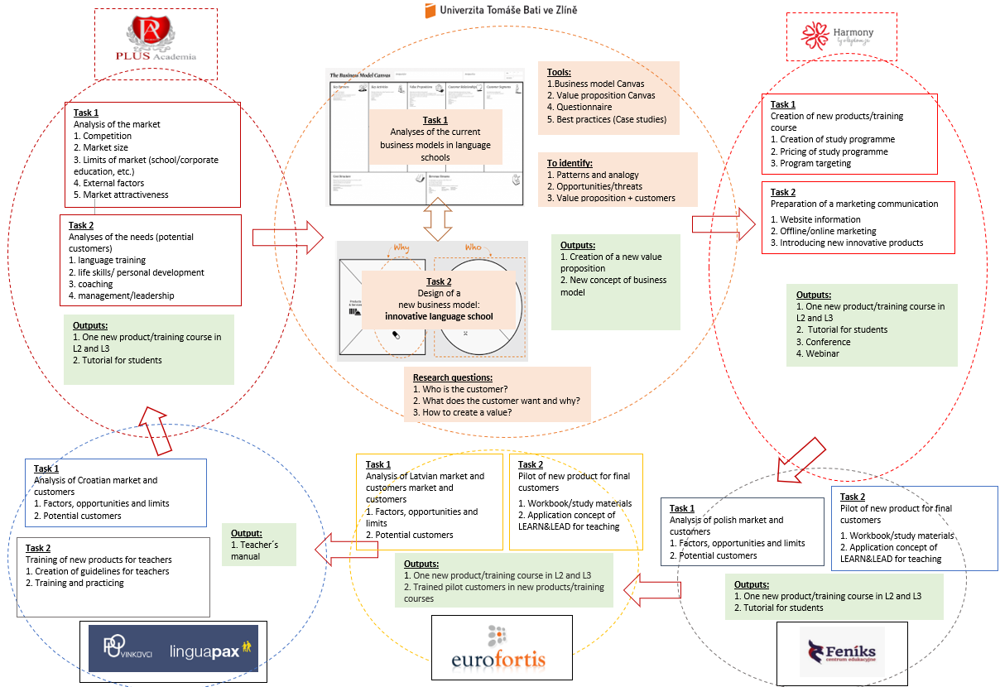 Univerzita Tomáše Bati ve Zlíně
PLUS Academia
Task 1
Analysis of the market
1. Competition
2. Market size
3. Limits of market (school/corporate
education, etc.)
4. External factors
5. Market attractiveness
Task 2
Analyses of the needs (potential
customers)
1. language training
2. life skills/ personal development
3. coaching
4. management/leadership
Outputs:
1. One new product/training course in
L2 and L3
2. Tutorial for students
The Business Model Canvas
Key Partners
Key Activities
Value Propositions
Customer Relationships
Customer Segments
Task 1
Analyses of the current
business models in language
schools
Cost Structure
Revenue Streams
Why
Who
Products
& Services
Task 2
Design of a
new business model:
innovative language school
Research questions:
1. Who is the customer?
2. What does the customer want and why?
3. How to create a value?
Tools:
1.Business model Canvas
2. Value proposition Canvas
4. Questionnaire
5. Best practices (Case studies)
To identify:
1. Patterns and analogy
2. Opportunities/threats
3. Value proposition + customers
Outputs:
1. Creation of a new value
proposition
2. New concept of business
model
Harmony
Task 1
Creation of new products/training
course
1. Creation of study programme
2. Pricing of study programme
3. Program targeting
Task 2
Preparation of a marketing communication
1. Website information
2. Offline/online marketing
3. Introducing new innovative products
Outputs:
1. One new product/training course in
L2 and L3
2. Tutorial for students
3. Conference
4. Webinar
Task 1
Analysis of Croatian market and
customers
1. Factors, opportunities and limits
2. Potential customers
Task 2
Training of new products for teachers
1. Creation of guidelines for teachers
2. Training and practicing
Output:
1. Teacher´s
manual
POU
VINKOVCI
linguapax
Task 1
Analysis of Latvian market and
customers market and
customers
1. Factors, opportunities and
limits
2. Potential customers
Task 2
Pilot of new product for final
customers
1. Workbook/study materials
2. Application concept of
LEARN&LEAD for teaching
Outputs:
1. One new product/training course in L2 and L3
2. Trained pilot customers in new products/training
courses
eurofortis
Task 1
Analysis of polish market and
customers
1. Factors, opportunities and limits
2. Potential customers
Task 2
Pilot of new product for final
customers
1. Workbook/study materials
2. Application concept of
LEARN&LEAD for teaching
Outputs:
1. One new product/training course in L2 and L3
2. Tutorial for students
Feniks
centrum edukacyjne